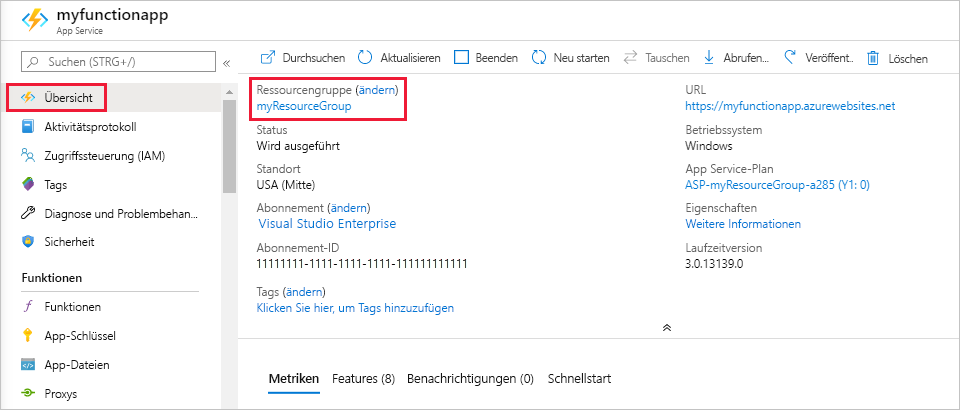 myfunctionapp
App Service
Suchen (STRG+/)
«
Übersicht
Aktivitätsprotokoll
Zugriffssteuerung (IAM)
Tags
Diagnose und Problembehan...
Sicherheit
Funktionen
Funktionen
App-Schlüssel
App-Dateien
Proxys
Durchsuchen Aktualisieren Beenden Neu starten Tauschen Abrufen... Veröffent.. Löschen
Ressourcengruppe (ändern)
myResourceGroup
Status
Wird ausgeführt
Standort
USA (Mitte)
Abonnement (ändern)
Visual Studio Enterprise
Abonnement-ID
11111111-1111-1111-1111-111111111111
Tags (ändern)
Klicken Sie hier, um Tags hinzuzufügen
URL
https://myfunctionapp.azurewebsites.net
Betriebssystem
Windows
App Service-Plan
ASP-myResourceGroup-a285 (Y1: 0)
Eigenschaften
Weitere Informationen
Laufzeitversion
3.0.13139.0
Metriken Features (8) Benachrichtigungen (0) Schnellstart